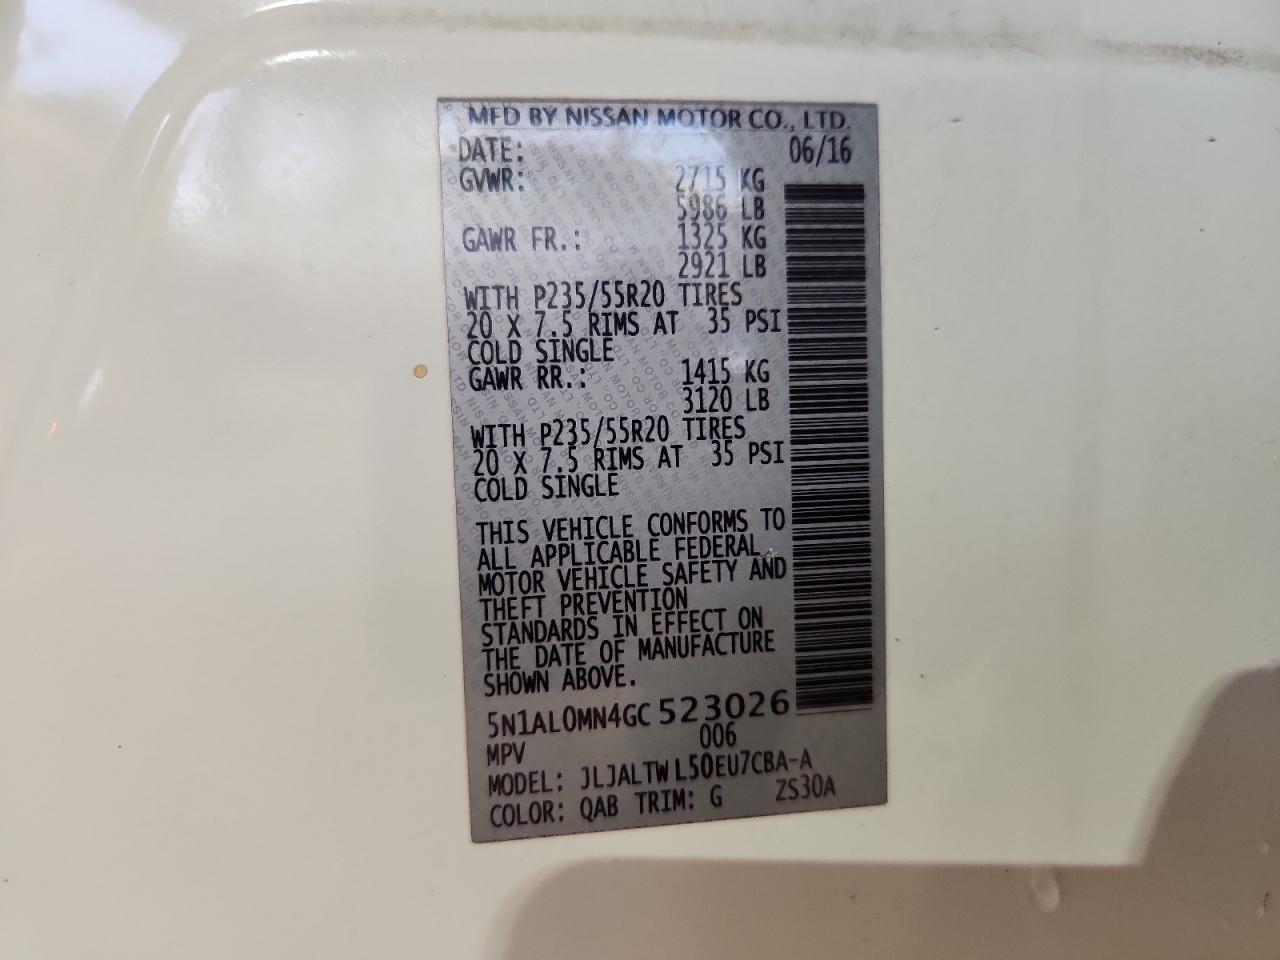 MFD BY NISSAN MOTOR CO., LTD.
DATE: 06/16
GVWR: 2715 KG
5986 LB
GAWR FR.: 1325 KG
2921 LB
WITH P235/55R20 TIRES
20 X 7.5 RIMS AT 35 PSI
COLD SINGLE
GAWR RR.: 1415 KG
3120 LB
WITH P235/55R20 TIRES
20 X 7.5 RIMS AT 35 PSI
COLD SINGLE
THIS VEHICLE CONFORMS TO
ALL APPLICABLE FEDERAL
MOTOR VEHICLE SAFETY AND
THEFT PREVENTION
STANDARDS IN EFFECT ON
THE DATE OF MANUFACTURE
SHOWN ABOVE.
5N1AL0MN4GC523026
MPV 006
MODEL: JLJALTWL50EU7CBA-A
COLOR: QAB TRIM: G ZS30A